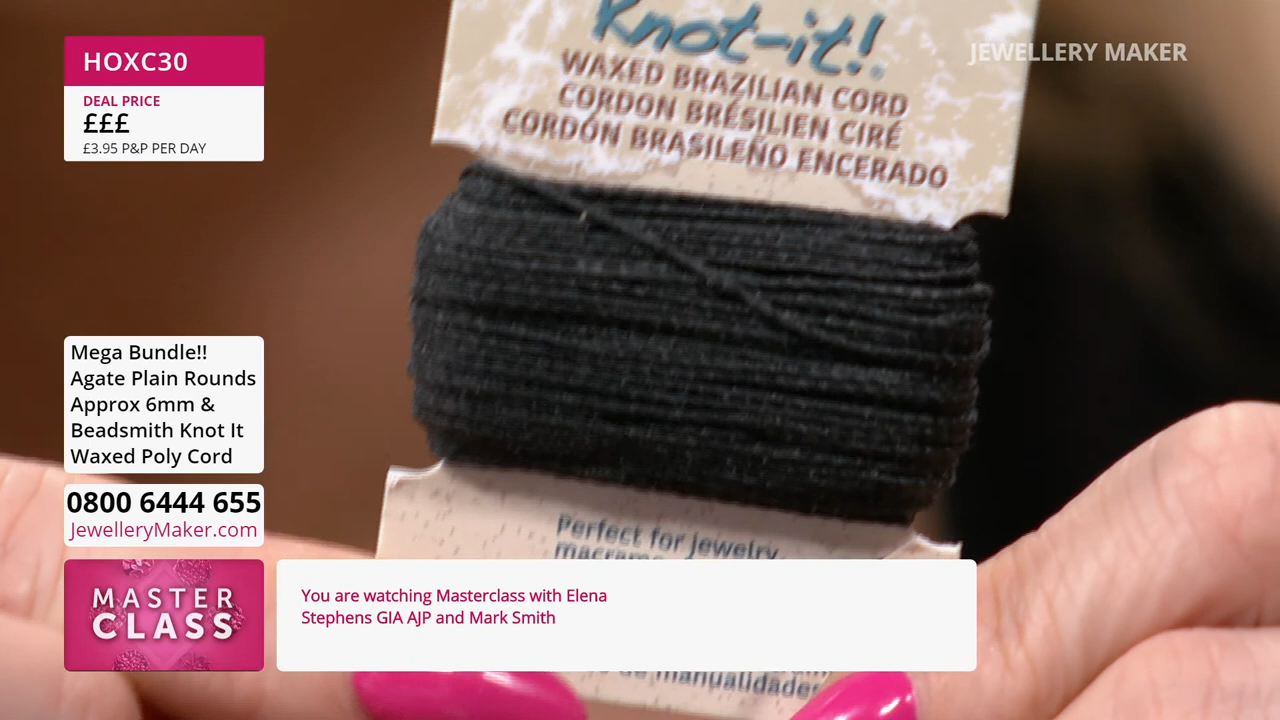 HOXC30
DEAL PRICE
£££
£3.95 P&P PER DAY
JEWELLERY MAKER
Knot-it!
WAXED BRAZILIAN CORD
CORDON BRÉSILIEN CIRÉ
CORDÓN BRASILEÑO ENCERADO
Mega Bundle!!
Agate Plain Rounds
Approx 6mm &
Beadsmith Knot It
Waxed Poly Cord
0800 6444 655
JewelleryMaker.com
Perfect for jewelry,
MASTER
CLASS
You are watching Masterclass with Elena
Stephens GIA AJP and Mark Smith
de manualidades